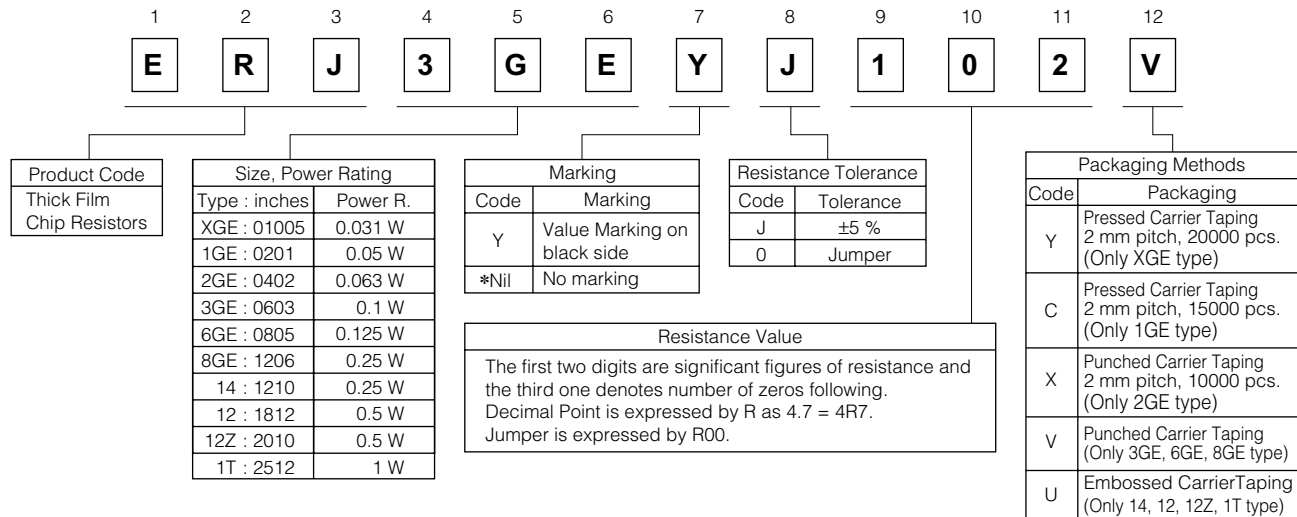 1 2 3 4 5 6 7 8 9 10 11 12
E R J 3 G E Y J 1 0 2 V
Product Code
Thick Film
Chip Resistors
Size, Power Rating
Type : inches Power R.
XGE : 01005 0.031 W
1GE : 0201 0.05 W
2GE : 0402 0.063 W
3GE : 0603 0.1 W
6GE : 0805 0.125 W
8GE : 1206 0.25 W
14 : 1210 0.25 W
12 : 1812 0.5 W
12Z : 2010 0.5 W
1T : 2512 1 W
Marking
Code Marking
Y Value Marking on
black side
*Nil No marking
Resistance Tolerance
Code Tolerance
J ±5 %
0 Jumper
Resistance Value
The first two digits are significant figures of resistance and
the third one denotes number of zeros following.
Decimal Point is expressed by R as 4.7 = 4R7.
Jumper is expressed by R00.
Packaging Methods
Code Packaging
Y Pressed Carrier Taping
2 mm pitch, 20000 pcs.
(Only XGE type)
C Pressed Carrier Taping
2 mm pitch, 15000 pcs.
(Only 1GE type)
X Punched Carrier Taping
2 mm pitch, 10000 pcs.
(Only 2GE type)
V Punched Carrier Taping
(Only 3GE, 6GE, 8GE type)
U Embossed CarrierTaping
(Only 14, 12, 12Z, 1T type)